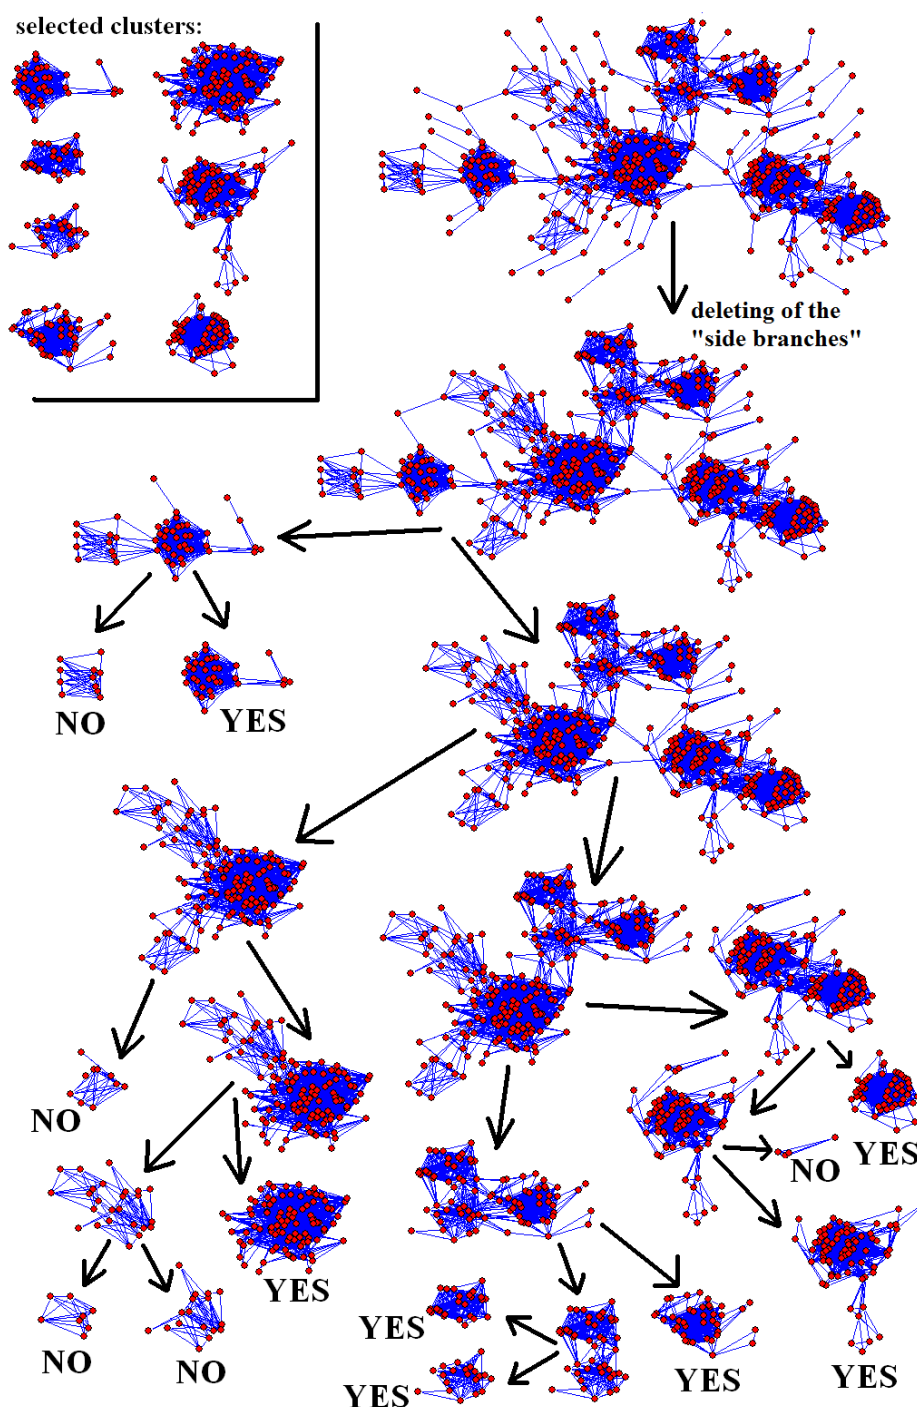 selected clusters:
deleting of the
"side branches"
NO
YES
NO
NO
YES
YES
NO
NO
YES
YES
YES
YES
YES